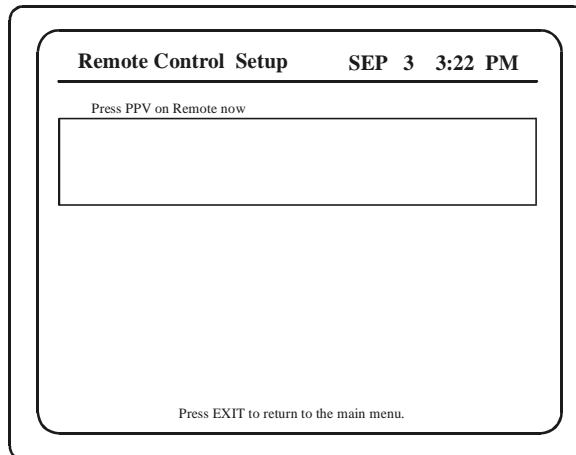 Remote Control Setup SEP 3 3:22 PM
Press PPV on Remote now
Press EXIT to return to the main menu.